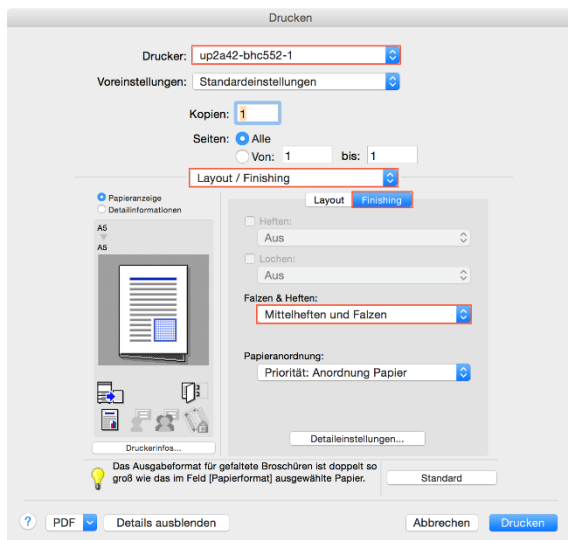 Drucken
Drucker: up2a42-bhc552-1
Voreinstellungen: Standardeinstellungen
Kopien: 1
Seiten: Alle
Von: 1 bis: 1
Layout / Finishing
Papieranzeige
Detailinformationen
A5
A5
Druckerinfos...
Layout Finishing
Heften:
Aus
Lochen:
Aus
Falzen & Heften:
Mittelheften und Falzen
Papieranordnung:
Priorität: Anordnung Papier
Detaileinstellungen...
Das Ausgabeformat für gefaltete Broschüren ist doppelt so
groß wie das im Feld [Papierformat] ausgewählte Papier.
Standard
? PDF Details ausblenden Abbrechen Drucken